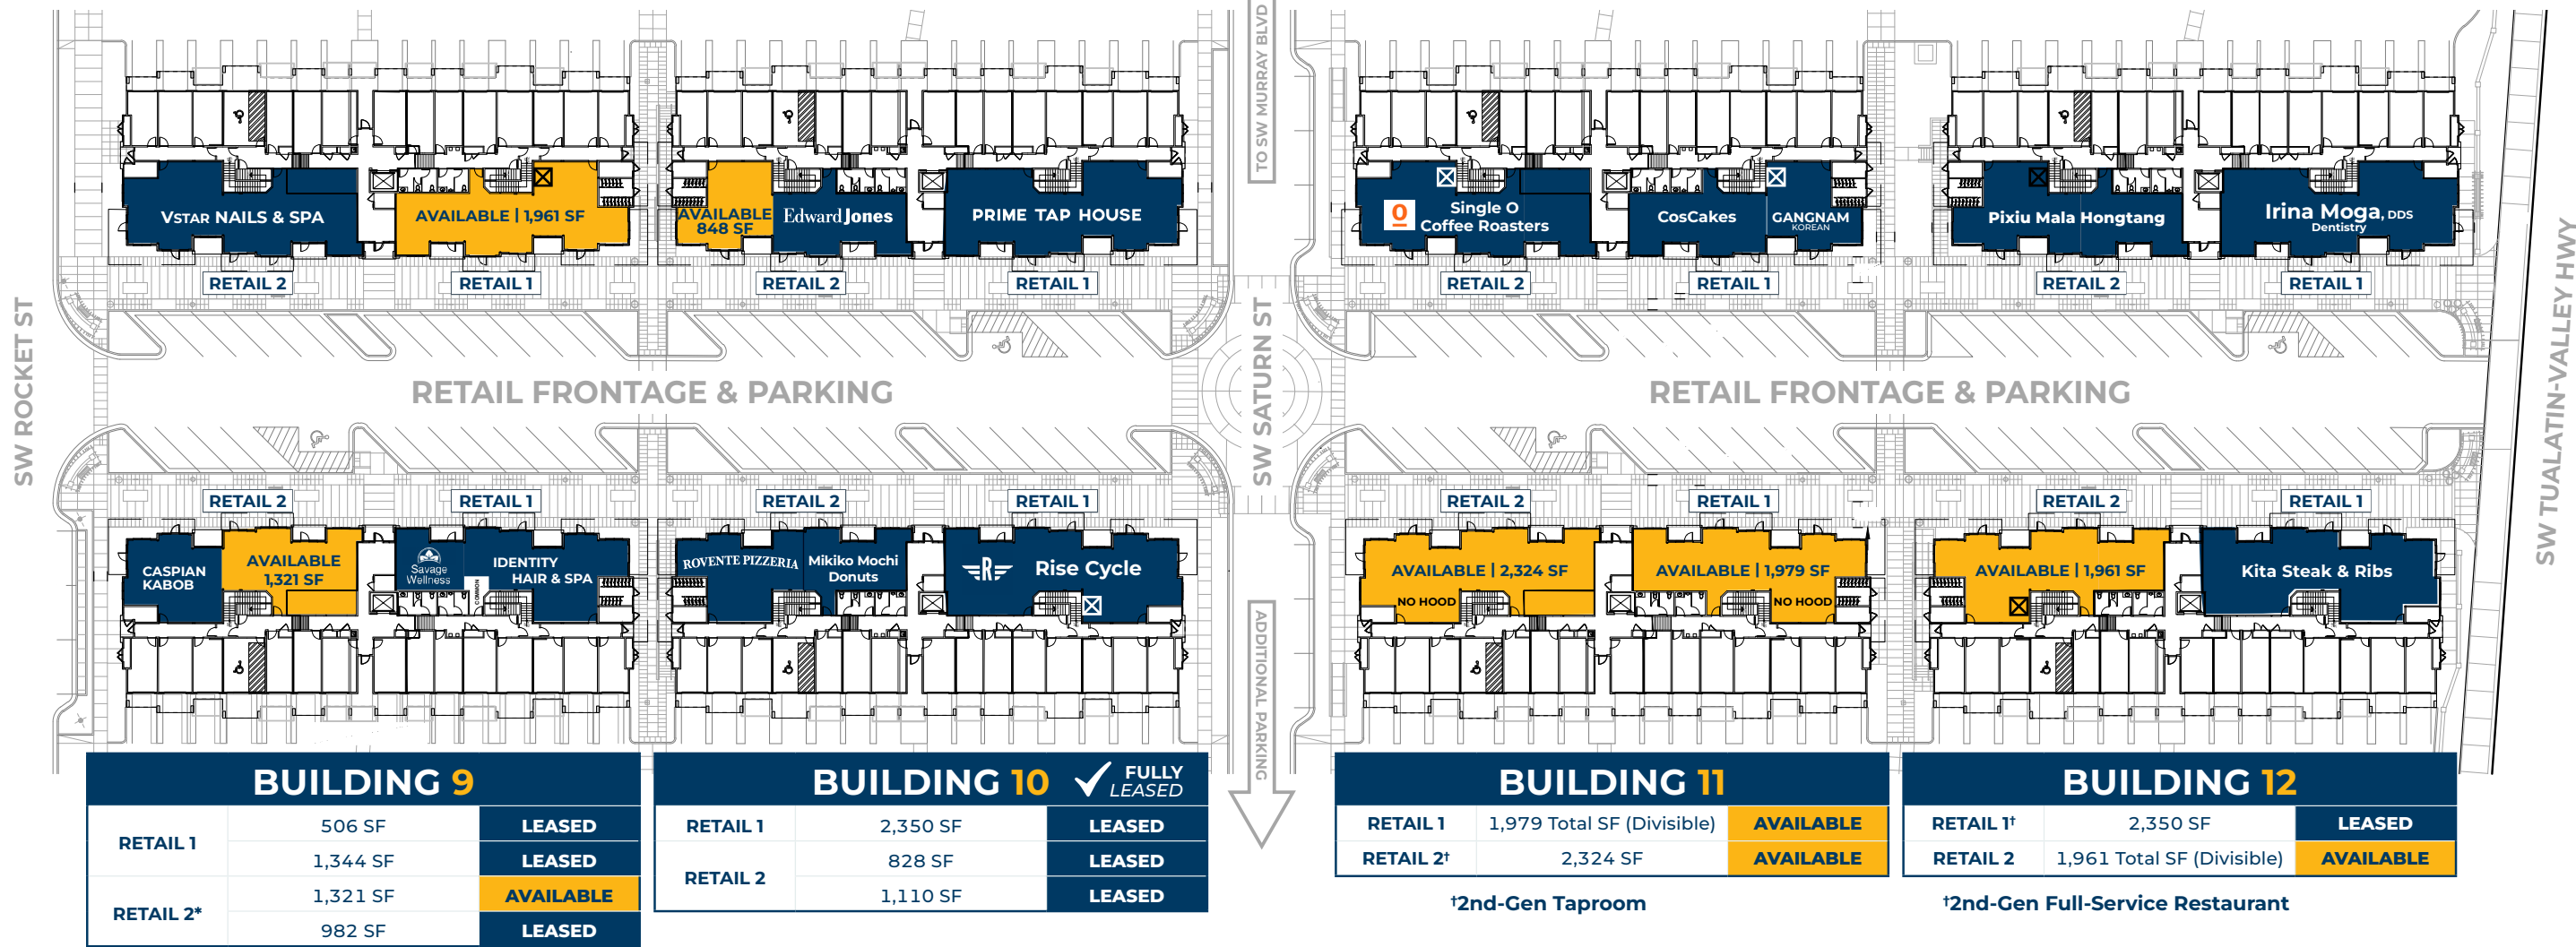 TO SW MURRAY BLVD
VSTAR NAILS & SPA
AVAILABLE | 1,961 SF
AVAILABLE
848 SF
Edward Jones
PRIME TAP HOUSE
O
Single O
Coffee Roasters
CosCakes
GANGNAM
KOREAN
Pixiu Mala Hongtang
Irina Moga, DDS
Dentistry
RETAIL 2
RETAIL 1
RETAIL 2
RETAIL 1
RETAIL 2
RETAIL 1
RETAIL 2
RETAIL 1
SW ROCKET ST
RETAIL FRONTAGE & PARKING
SW SATURN ST
RETAIL FRONTAGE & PARKING
SW TUALATIN-VALLEY HWY
RETAIL 2
RETAIL 1
RETAIL 2
RETAIL 1
RETAIL 2
RETAIL 1
RETAIL 2
RETAIL 1
CASPIAN
KABOB
AVAILABLE
1,321 SF
Savage
Wellness
COMMON
IDENTITY
HAIR & SPA
ROVENTE PIZZERIA
Mikiko Mochi
Donuts
R
Rise Cycle
AVAILABLE | 2,324 SF
NO HOOD
AVAILABLE | 1,979 SF
NO HOOD
AVAILABLE | 1,961 SF
Kita Steak & Ribs
ADDITIONAL PARKING
BUILDING 9
RETAIL 1
506 SF LEASED
1,344 SF LEASED
RETAIL 2*
1,321 SF AVAILABLE
982 SF LEASED
BUILDING 10
FULLY
LEASED
RETAIL 1 2,350 SF LEASED
RETAIL 2
828 SF LEASED
1,110 SF LEASED
BUILDING 11
RETAIL 1 1,979 Total SF (Divisible) AVAILABLE
RETAIL 2† 2,324 SF AVAILABLE
†2nd-Gen Taproom
BUILDING 12
RETAIL 1† 2,350 SF LEASED
RETAIL 2 1,961 Total SF (Divisible) AVAILABLE
†2nd-Gen Full-Service Restaurant